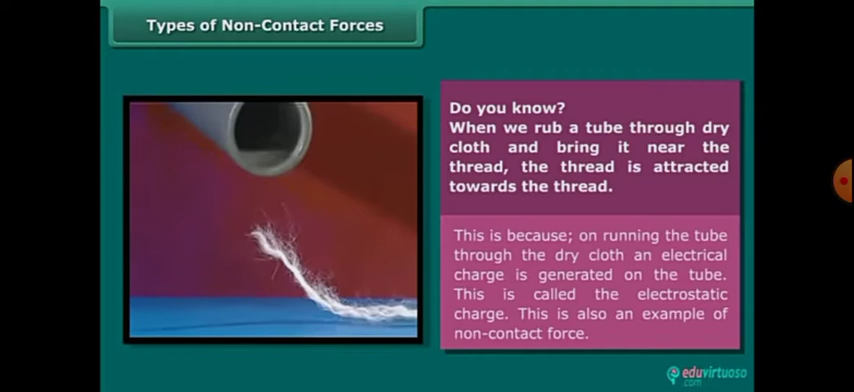 Types of Non-Contact Forces
Do you know?
When we rub a tube through dry
cloth and bring it near the
thread, the thread is attracted
towards the thread.
This is because; on running the tube
through the dry cloth an electrical
charge is generated on the tube.
This is called the electrostatic
charge. This is also an example of
non-contact force.
eduvirtuoso
.com